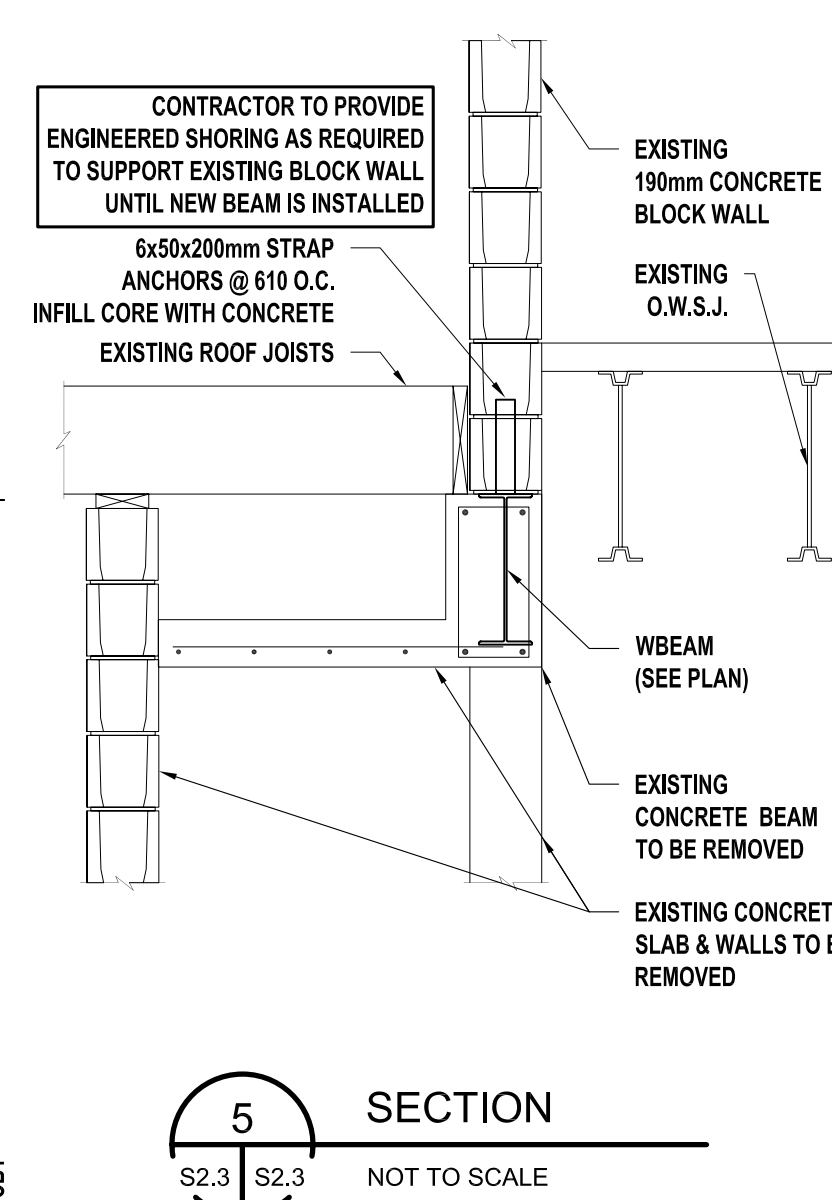 CONTRACTOR TO PROVIDE
ENGINEERED SHORING AS REQUIRED
TO SUPPORT EXISTING BLOCK WALL
UNTIL NEW BEAM IS INSTALLED
6x50x200mm STRAP
ANCHORS @ 610 O.C.
INFILL CORE WITH CONCRETE
EXISTING ROOF JOISTS
EXISTING
190mm CONCRETE
BLOCK WALL
EXISTING
O.W.S.J.
WBEAM
(SEE PLAN)
EXISTING
CONCRETE BEAM
TO BE REMOVED
EXISTING CONCRET
SLAB & WALLS TO
REMOVED
5
SECTION
S2.3 S2.3
NOT TO SCALE